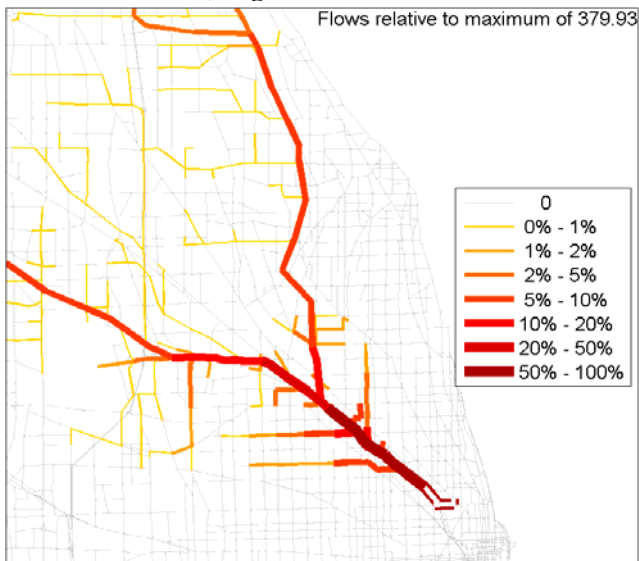 Flows relative to maximum of 379.93
0
0% - 1%
1% - 2%
2% - 5%
5% - 10%
10% - 20%
20% - 50%
50% - 100%